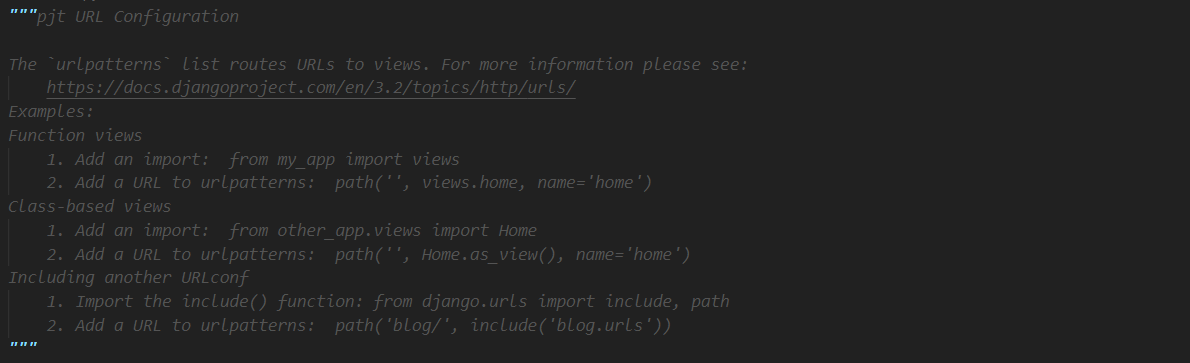 """pjt URL Configuration
The `urlpatterns` list routes URLs to views. For more information please see:
https://docs.djangoproject.com/en/3.2/topics/http/urls/
Examples:
Function views
1. Add an import:  from my_app import views
2. Add a URL to urlpatterns:  path('', views.home, name='home')
Class-based views
1. Add an import:  from other_app.views import Home
2. Add a URL to urlpatterns:  path('', Home.as_view(), name='home')
Including another URLconf
1. Import the include() function: from django.urls import include, path
2. Add a URL to urlpatterns:  path('blog/', include('blog.urls'))
"""